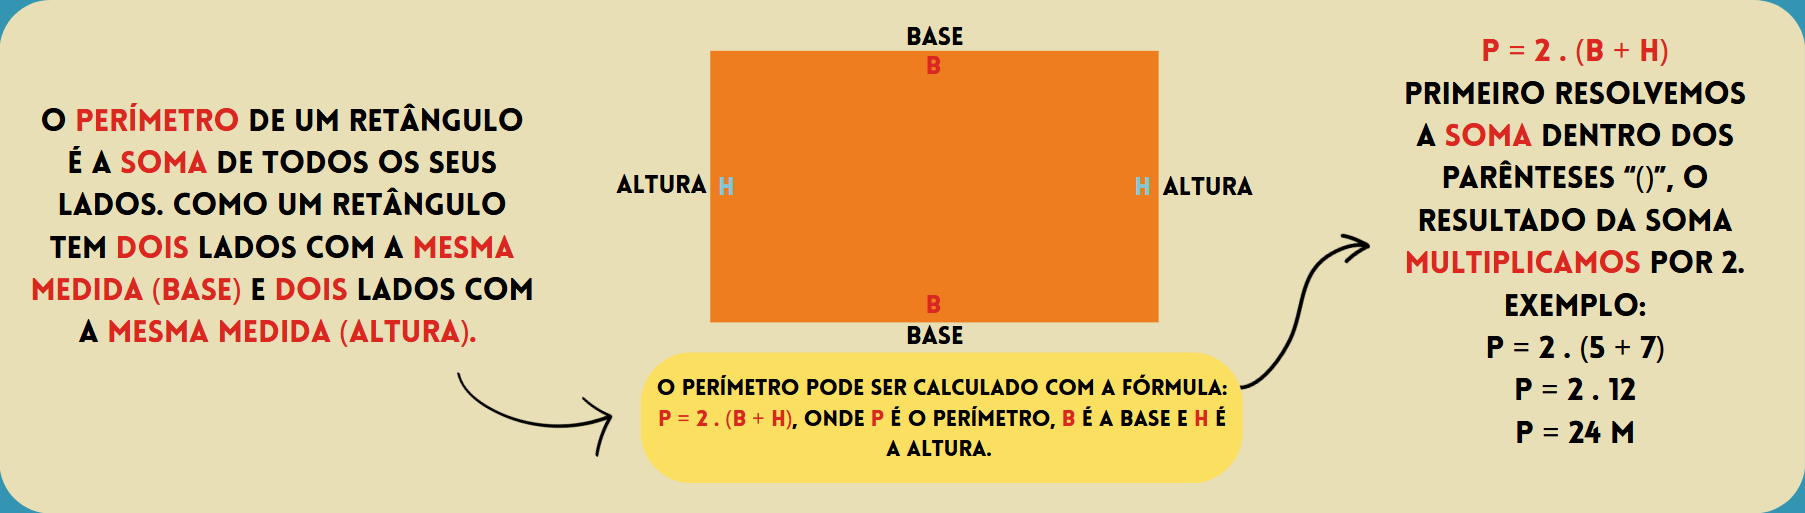 O PERÍMETRO DE UM RETÂNGULO
É A SOMA DE TODOS OS SEUS
LADOS. COMO UM RETÂNGULO
TEM DOIS LADOS COM A MESMA
MEDIDA (BASE) E DOIS LADOS COM
A MESMA MEDIDA (ALTURA).
BASE
B
ALTURA H
H ALTURA
B
BASE
O PERÍMETRO PODE SER CALCULADO COM A FÓRMULA:
P = 2 . (B + H), ONDE P É O PERÍMETRO, B É A BASE E H É
A ALTURA.
P = 2 . (B + H)
PRIMEIRO RESOLVEMOS
A SOMA DENTRO DOS
PARÊNTESES “()”, O
RESULTADO DA SOMA
MULTIPLICAMOS POR 2.
EXEMPLO:
P = 2 . (5 + 7)
P = 2 . 12
P = 24 M